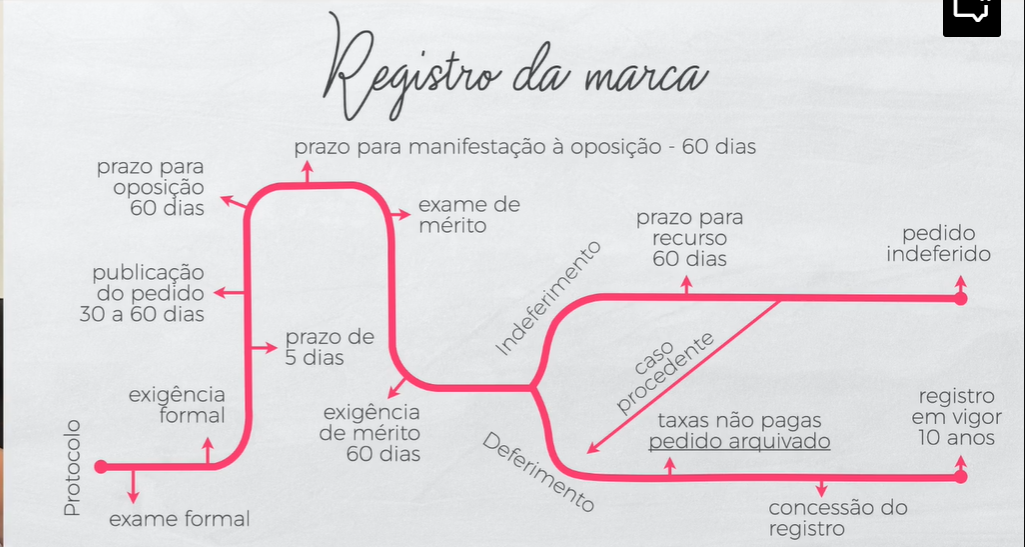 Registro da marca
prazo para manifestação à oposição - 60 dias
prazo para
oposição
60 dias
exame de
mérito
publicação
do pedido
30 a 60 dias
prazo de
5 dias
exigência
formal
Protocolo
exame formal
exigência
de mérito
60 dias
Indeferimento
prazo para
recurso
60 dias
pedido
indeferido
caso
procedente
Deferimento
taxas não pagas
pedido arquivado
registro
em vigor
10 anos
concessão do
registro